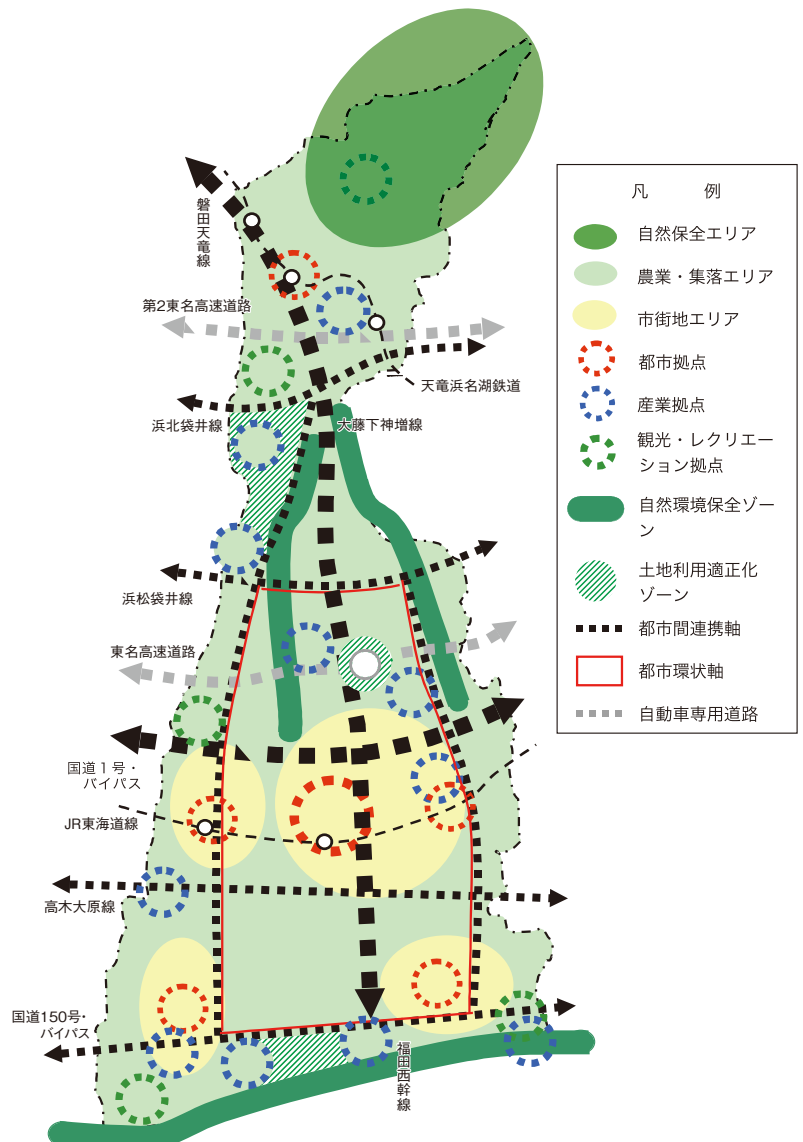 磐田天竜線
第2東名高速道路
天竜浜名湖鉄道
浜北袋井線
大藤下神増線
浜松袋井線
東名高速道路
国道１号・
バイパス
JR東海道線
高木大原線
国道150号・
バイパス
福田西幹線
凡　例
自然保全エリア
農業・集落エリア
市街地エリア
都市拠点
産業拠点
観光・レクリエー
ション拠点
自然環境保全ゾー
ン
土地利用適正化
ゾーン
都市間連携軸
都市環状軸
自動車専用道路